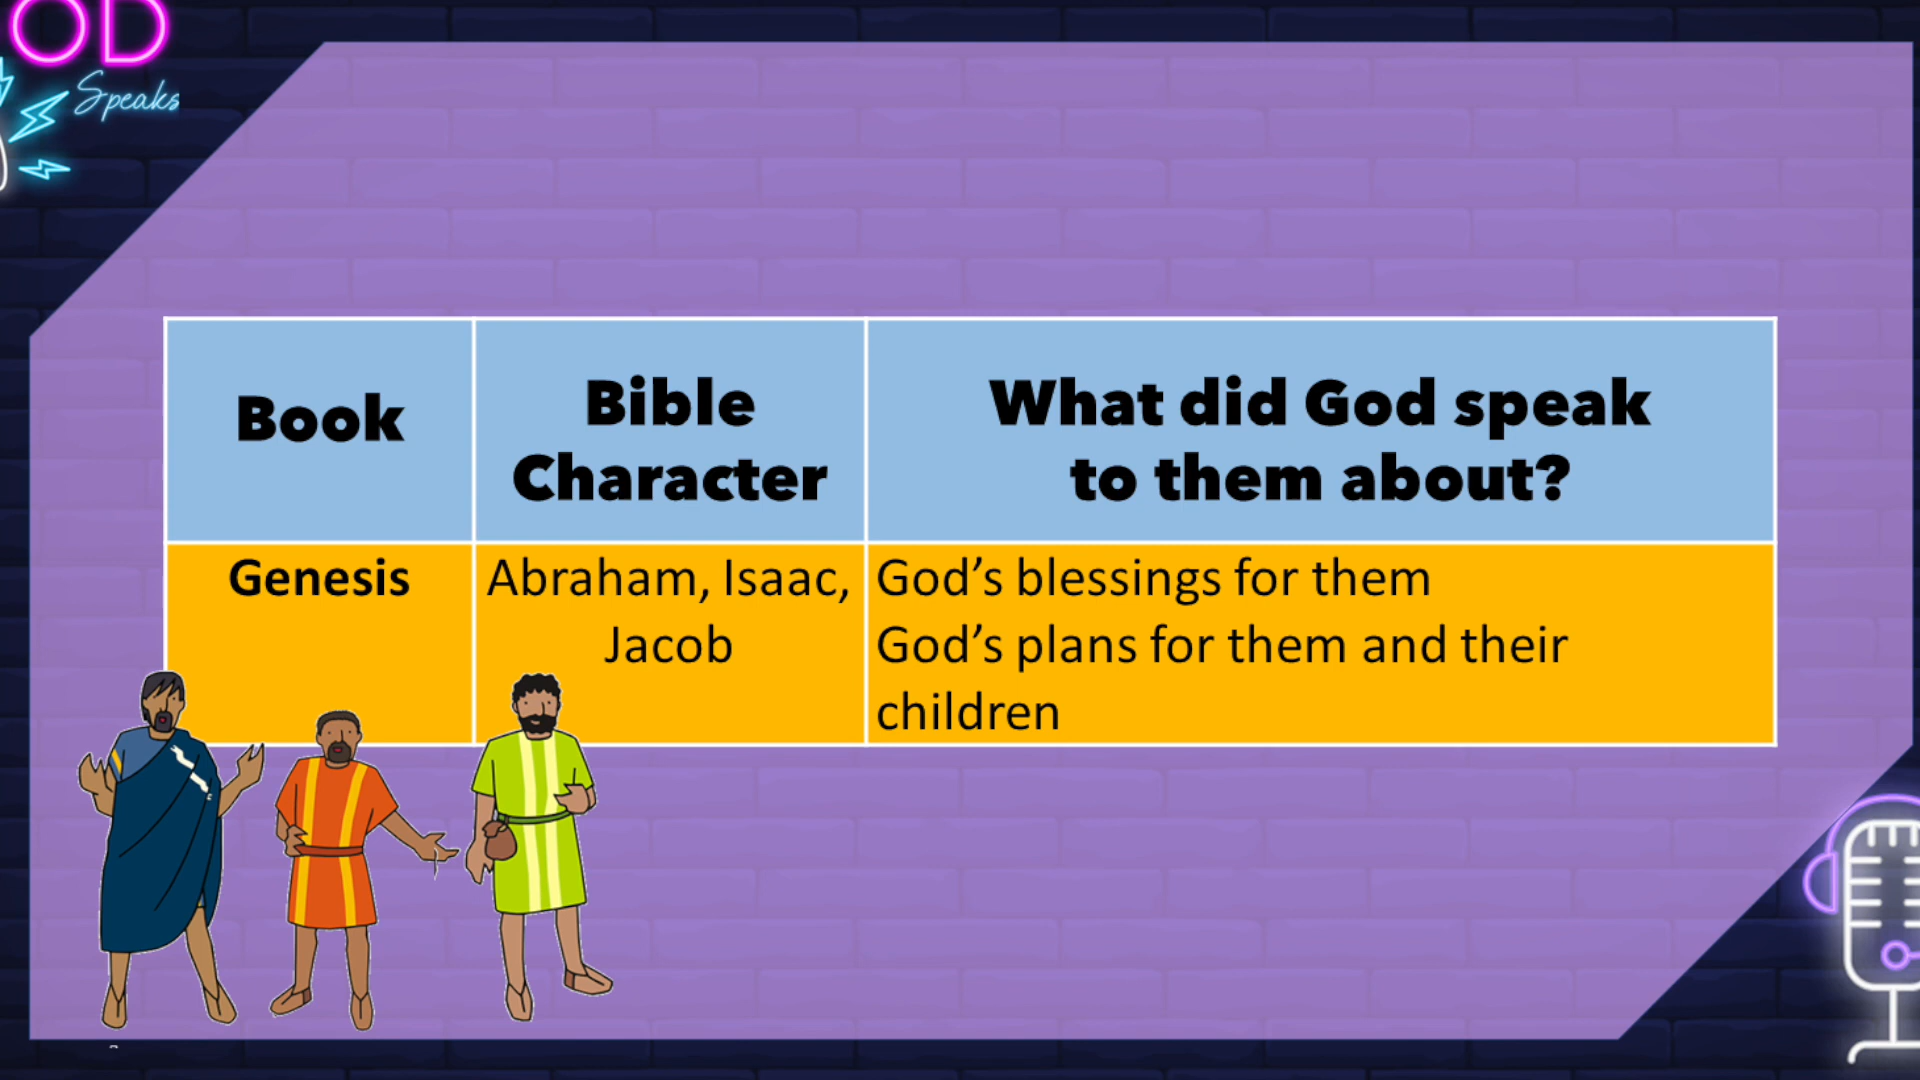 OD
Speaks
Book
Bible
Character
What did God speak
to them about?
Genesis
Abraham, Isaac,
Jacob
God’s blessings for them
God’s plans for them and their
children